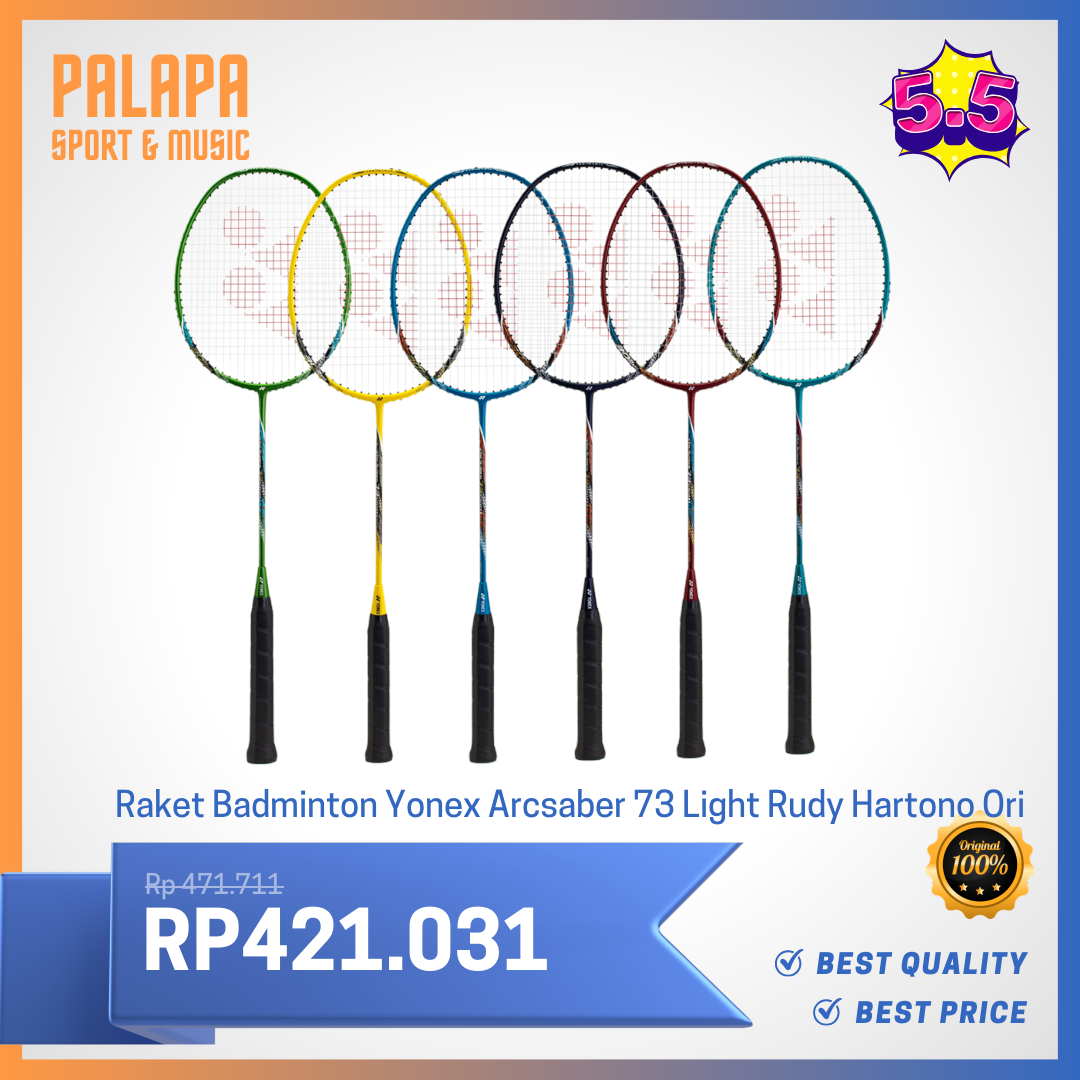 PALAPA
SPORT & MUSIC
5.5
Raket Badminton Yonex Arcsaber 73 Light Rudy Hartono Ori
Original
100%
Rp 471.711
RP421.031
BEST QUALITY
BEST PRICE